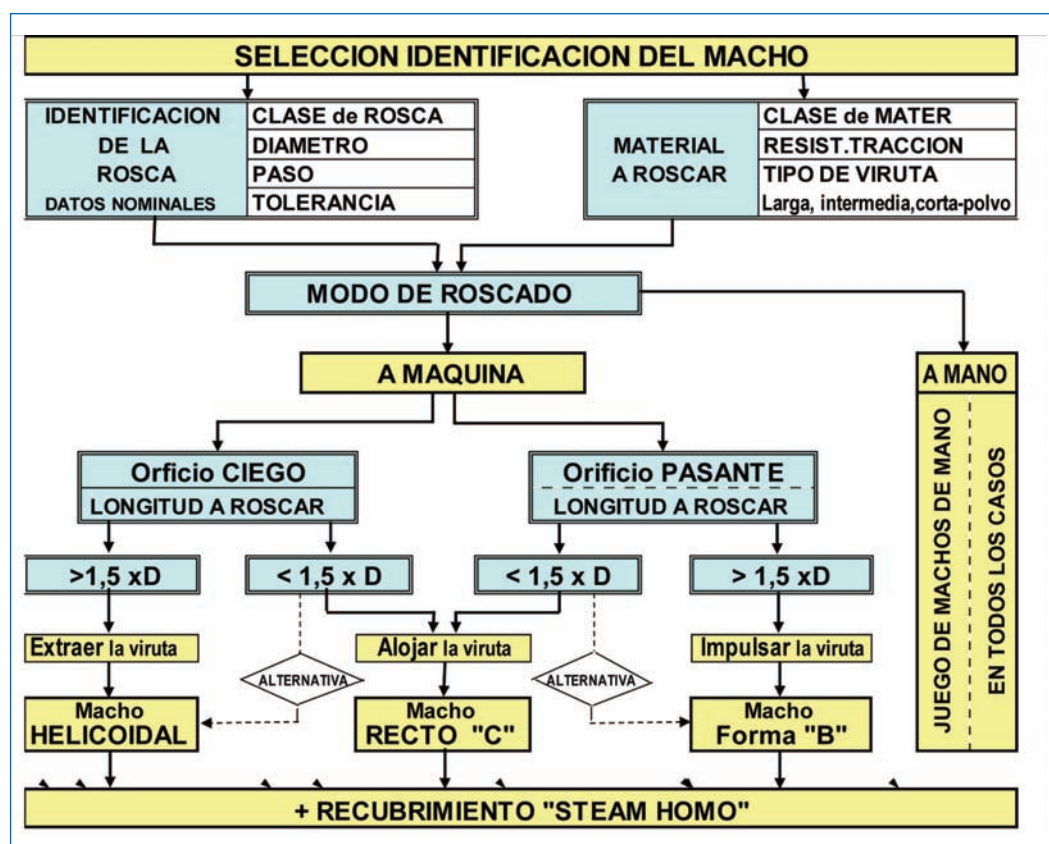 SELECCION IDENTIFICACION DEL MACHO
IDENTIFICACION
DE LA
ROSCA
DATOS NOMINALES
CLASE de ROSCA
DIAMETRO
PASO
TOLERANCIA
MATERIAL
A ROSCAR
CLASE de MATER
RESIST.TRACCION
TIPO DE VIRUTA
Larga, intermedia,corta-polvo
MODO DE ROSCADO
A MAQUINA
A MANO
JUEGO DE MACHOS DE MANO
EN TODOS LOS CASOS
Orficio CIEGO
LONGITUD A ROSCAR
Orificio PASANTE
LONGITUD A ROSCAR
>1,5 xD
< 1,5 x D
< 1,5 x D
> 1,5 xD
Extraer la viruta
Alojar la viruta
Impulsar la viruta
ALTERNATIVA
ALTERNATIVA
Macho
HELICOIDAL
Macho
RECTO "C"
Macho
Forma "B"
+ RECUBRIMIENTO "STEAM HOMO"